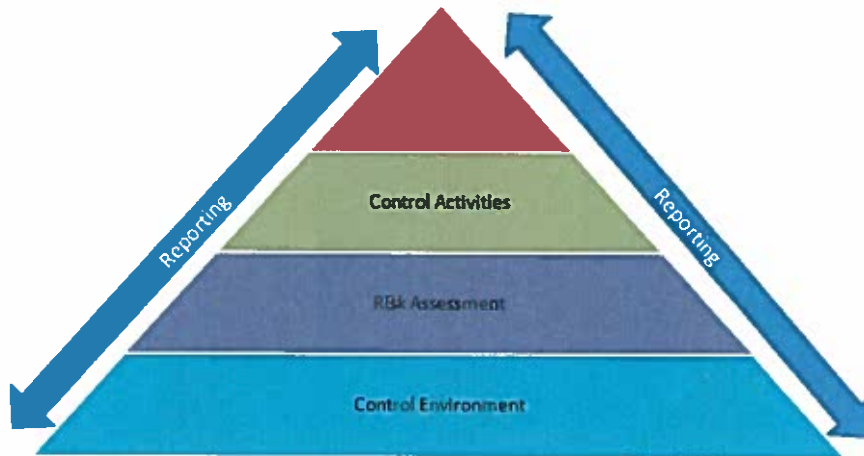 Reporting
Control Activities
Reporting
Risk Assessment
Control Environment